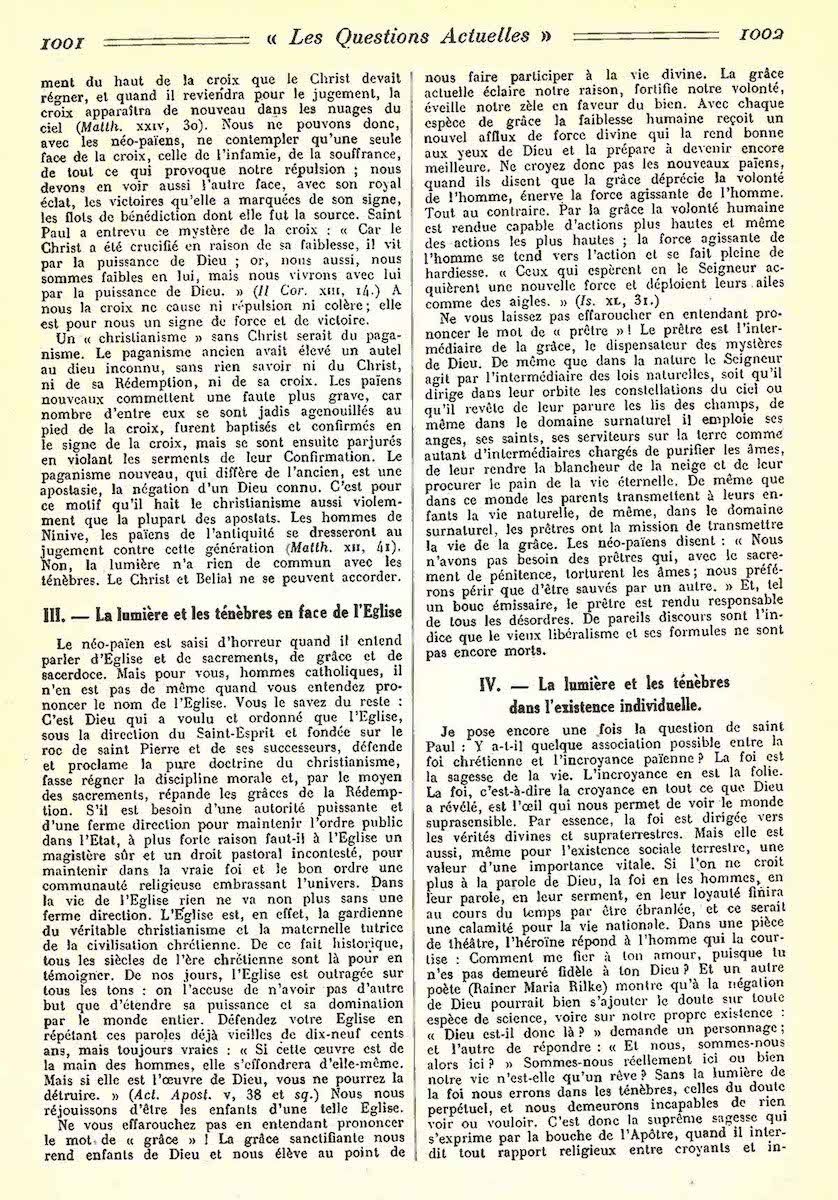 1001
« Les Questions Actuelles »
1002
ment du haut de la croix que le Christ devait
régner, et quand il reviendra pour le jugement, la
croix apparaîtra de nouveau dans les nuages du
ciel (Matth. XXIV, 30). Nous ne pouvons donc,
avec les néo-païens, ne contempler qu'une seule
face de la croix, celle de l'infamie, de la souffrance,
de tout ce qui provoque notre répulsion ; nous
devons en voir aussi l'autre face, avec son royal
éclat, les victoires qu'elle a marquées de son signe,
les flots de bénédiction dont elle fut la source. Saint
Paul a entrevu ce mystère de la croix : « Car le
Christ a été crucifié en raison de sa faiblesse, il vit
par la puissance de Dieu ; or, nous aussi, nous
sommes faibles en lui, mais nous vivrons avec lui
par la puissance de Dieu. » (II Cor. XIII, 14.) A
nous la croix ne cause ni répulsion ni colère ; elle
est pour nous un signe de force et de victoire.
Un « christianisme » sans Christ serait du paga-
nisme. Le paganisme ancien avait élevé un autel
au dieu inconnu, sans rien savoir ni du Christ,
ni de sa Rédemption, ni de sa croix. Les païens
nouveaux commettent une faute plus grave, car
nombre d'entre eux se sont jadis agenouillés au
pied de la croix, furent baptisés et confirmés en
le signe de la croix, mais se sont ensuite parjurés
en violant les serments de leur Confirmation. Le
paganisme nouveau, qui diffère de l'ancien, est une
apostasie, la négation d'un Dieu connu. C'est pour
ce motif qu'il hait le christianisme aussi violem-
ment que la plupart des apostats. Les hommes de
Ninive, les païens de l'antiquité se dresseront au
jugement contre cette génération (Matth. XII, 41).
Non, la lumière n'a rien de commun avec les
ténèbres. Le Christ et Belial ne se peuvent accorder.
III. — La lumière et les ténèbres en face de l'Eglise
Le néo-païen est saisi d'horreur quand il entend
parler d'Eglise et de sacrements, de grâce et de
sacerdoce. Mais pour vous, hommes catholiques, il
n'en est pas de même quand vous entendez pro-
noncer le nom de l'Eglise. Vous le savez du reste :
C'est Dieu qui a voulu et ordonné que l'Eglise,
sous la direction du Saint-Esprit et fondée sur le
roc de saint Pierre et de ses successeurs, défende
et proclame la pure doctrine du christianisme,
fasse régner la discipline morale et, par le moyen
des sacrements, répande les grâces de la Rédemp-
tion. S'il est besoin d'une autorité puissante et
d'une ferme direction pour maintenir l'ordre public
dans l'Etat, à plus forte raison faut-il à l'Eglise un
magistère sûr et un droit pastoral incontesté, pour
maintenir dans la vraie foi et le bon ordre une
communauté religieuse embrassant l'univers. Dans
la vie de l'Eglise rien ne va non plus sans une
ferme direction. L'Eglise est, en effet, la gardienne
du véritable christianisme et la maternelle tutrice
de la civilisation chrétienne. De ce fait historique,
tous les siècles de l'ère chrétienne sont là pour en
témoigner. De nos jours, l'Eglise est outragée sur
tous les tons : on l'accuse de n'avoir pas d'autre
but que d'étendre sa puissance et sa domination
par le monde entier. Défendez votre Eglise en
répétant ces paroles déjà vieilles de dix-neuf cents
ans, mais toujours vraies : « Si cette œuvre est de
la main des hommes, elle s'effondrera d'elle-même.
Mais si elle est l'œuvre de Dieu, vous ne pourrez la
détruire. » (Act. Apost. V, 38 et sq.) Nous nous
réjouissons d'être les enfants d'une telle Eglise.
Ne vous effarouchez pas en entendant prononcer
le mot de « grâce » ! La grâce sanctifiante nous
rend enfants de Dieu et nous élève au point de
nous faire participer à la vie divine. La grâce
actuelle éclaire notre raison, fortifie notre volonté,
éveille notre zèle en faveur du bien. Avec chaque
espèce de grâce la faiblesse humaine reçoit un
nouvel afflux de force divine qui la rend bonne
aux yeux de Dieu et la prépare à devenir encore
meilleure. Ne croyez donc pas les nouveaux païens,
quand ils disent que la grâce déprécie la volonté
de l'homme, énerve la force agissante de l'homme.
Tout au contraire. Par la grâce la volonté humaine
est rendue capable d'actions plus hautes et même
des actions les plus hautes ; la force agissante de
l'homme se tend vers l'action et se fait pleine de
hardiesse. « Ceux qui espèrent en le Seigneur ac-
quièrent une nouvelle force et déploient leurs ailes
comme des aigles. » (Is. XL, 31.)
Ne vous laissez pas effaroucher en entendant pro-
noncer le mot de « prêtre » ! Le prêtre est l'inter-
médiaire de la grâce, le dispensateur des mystères
de Dieu. De même que dans la nature le Seigneur
agit par l'intermédiaire des lois naturelles, soit qu'il
dirige dans leur orbite les constellations du ciel ou
qu'il revête de leur parure les lis des champs, de
même dans le domaine surnaturel il emploie ses
anges, ses saints, ses serviteurs sur la terre comme
autant d'intermédiaires chargés de purifier les âmes,
de leur rendre la blancheur de la neige et de leur
procurer le pain de la vie éternelle. De même que
dans ce monde les parents transmettent à leurs en-
fants la vie naturelle, de même, dans le domaine
surnaturel, les prêtres ont la mission de transmettre
la vie de la grâce. Les néo-païens disent : « Nous
n'avons pas besoin des prêtres qui, avec le sacre-
ment de pénitence, torturent les âmes ; nous préfé-
rons périr que d'être sauvés par un autre. » Et, tel
un bouc émissaire, le prêtre est rendu responsable
de tous les désordres. De pareils discours sont l'in-
dice que le vieux libéralisme et ses formules ne sont
pas encore morts.
IV. — La lumière et les ténèbres
dans l'existence individuelle.
Je pose encore une fois la question de saint
Paul : Y a-t-il quelque association possible entre la
foi chrétienne et l'incroyance païenne ? La foi est
la sagesse de la vie. L'incroyance en est la folie.
La foi, c'est-à-dire la croyance en tout ce que Dieu
a révélé, est l'œil qui nous permet de voir le monde
suprasensible. Par essence, la foi est dirigée vers
les vérités divines et supraterrestres. Mais elle est
aussi, même pour l'existence sociale terrestre, une
valeur d'une importance vitale. Si l'on ne croit
plus à la parole de Dieu, la foi en les hommes, en
leur parole, en leur serment, en leur loyauté finira
au cours du temps par être ébranlée, et ce serait
une calamité pour la vie nationale. Dans une pièce
de théâtre, l'héroïne répond à l'homme qui la cour-
tise : Comment me fier à ton amour, puisque tu
n'es pas demeuré fidèle à ton Dieu ? Et un autre
poète (Rainer Maria Rilke) montre qu'à la négation
de Dieu pourrait bien s'ajouter le doute sur toute
espèce de science, voire sur notre propre existence :
« Dieu est-il donc là ? » demande un personnage ;
et l'autre de répondre : « Et nous, sommes-nous
alors ici ? » Sommes-nous réellement ici ou bien
notre vie n'est-elle qu'un rêve ? Sans la lumière de
la foi nous errons dans les ténèbres, celles du doute
perpétuel, et nous demeurons incapables de rien
voir ou vouloir. C'est donc la suprême sagesse qui
s'exprime par la bouche de l'Apôtre, quand il inter-
dit tout rapport religieux entre croyants et in-